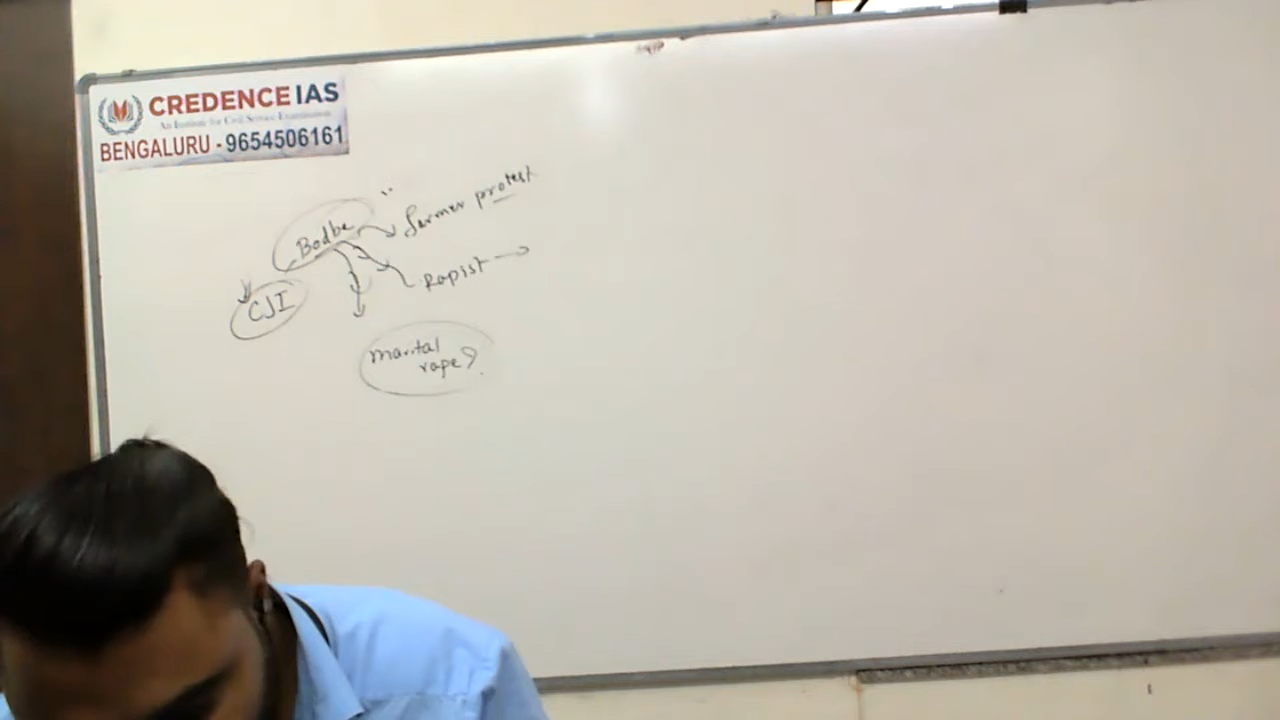 CREDENCE IAS
An Institute for Civil Service Examination
BENGALURU - 9654506161
Bodbe
farmer protest
CJI
Rapist
marital
rape?